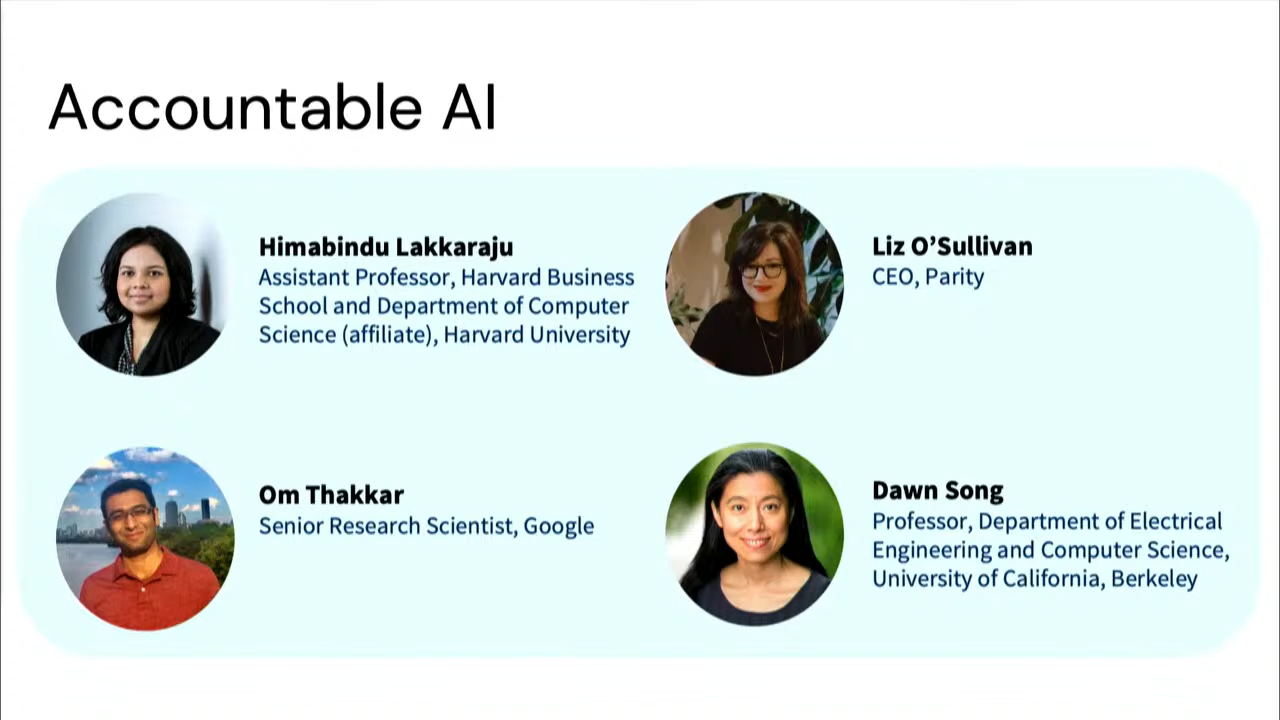 Accountable AI
Himabindu Lakkaraju
Assistant Professor, Harvard Business
School and Department of Computer
Science (affiliate), Harvard University
Liz O’Sullivan
CEO, Parity
Om Thakkar
Senior Research Scientist, Google
Dawn Song
Professor, Department of Electrical
Engineering and Computer Science,
University of California, Berkeley